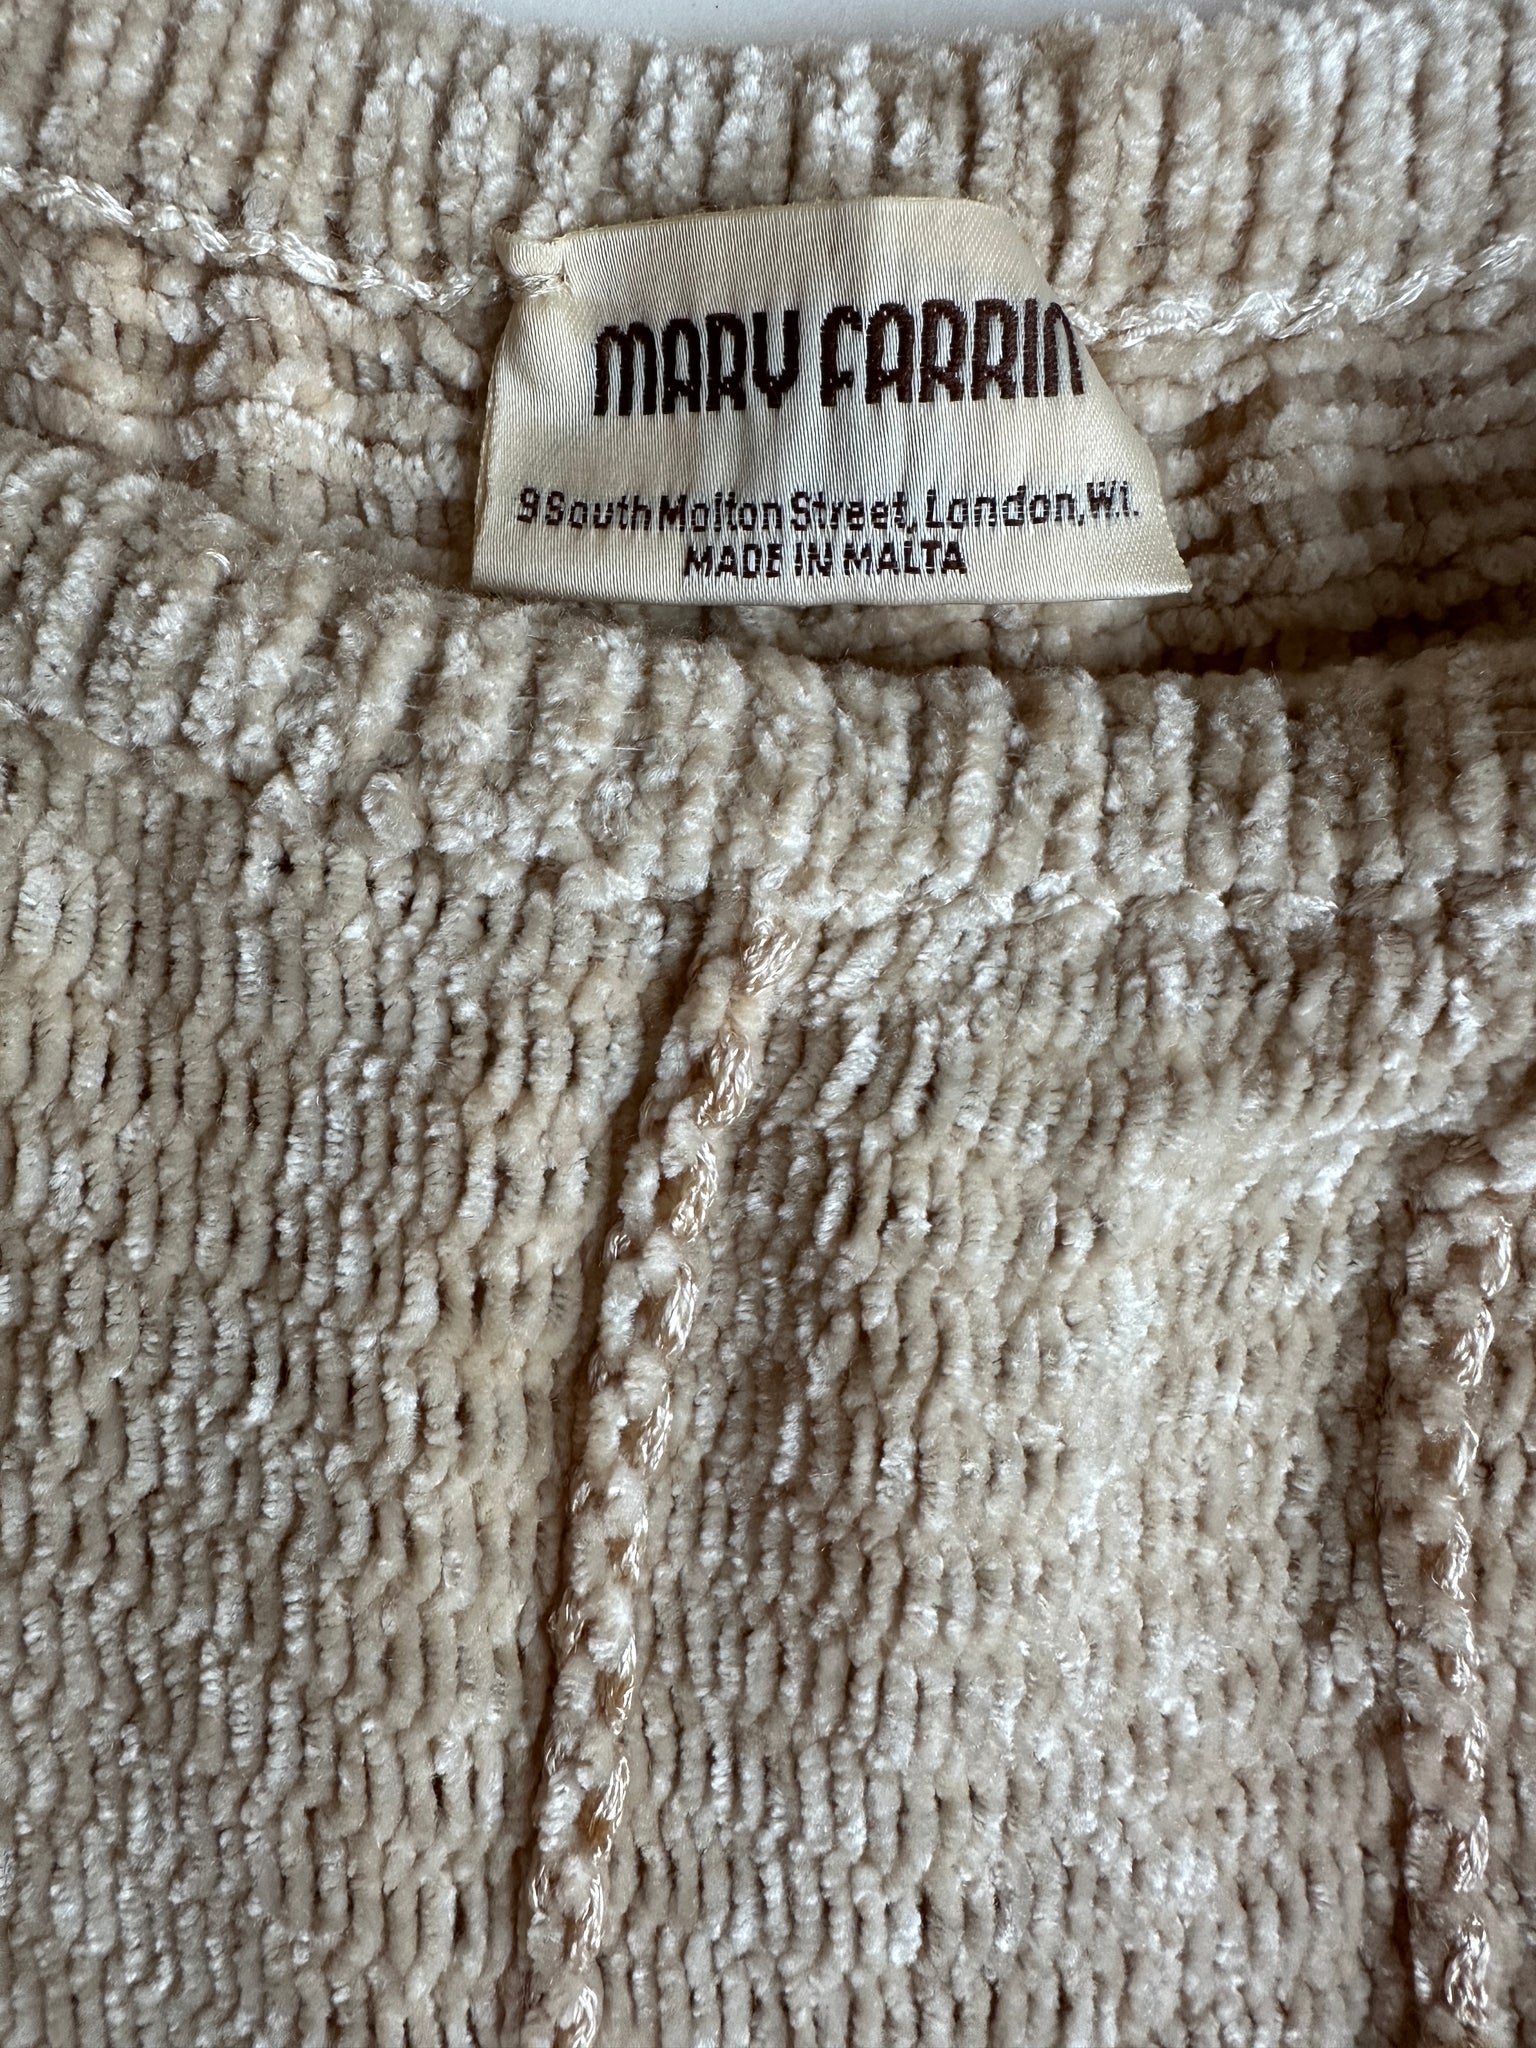 MARY FARRIN
9 South Molton Street, London, W.1.
MADE IN MALTA